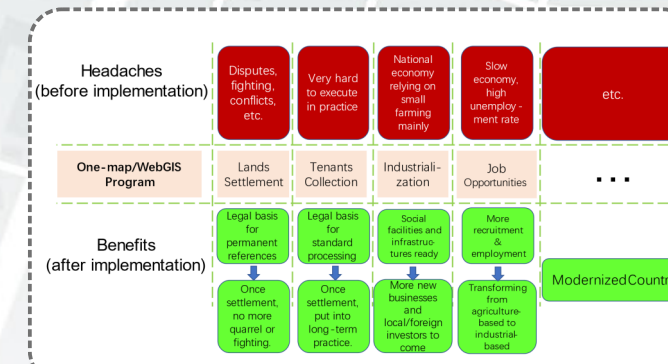 Headaches
(before implementation)
Disputes,
fighting,
conflicts,
etc.
Very hard
to execute
in practice
National
economy
relying on
small
farming
mainly
Slow
economy,
high
unemploy -
ment rate
etc.
One-map/WebGIS
Program
Lands
Settlement
Tenants
Collection
Industriali-
zation
Job
Opportunities
...
Benefits
(after implementation)
Legal basis
for
permanent
references
Legal basis
for
standard
processing
Social
facilities and
infrastruc-
tures ready
More
recruitment
&
employment
Once
settlement,
no more
quarrel or
fighting.
Once
settlement,
put into
long-term
practice.
More new
businesses
and
local/foreign
investors to
come
Transforming
from
agriculture-
based to
industrial-
based
Modernized Countr